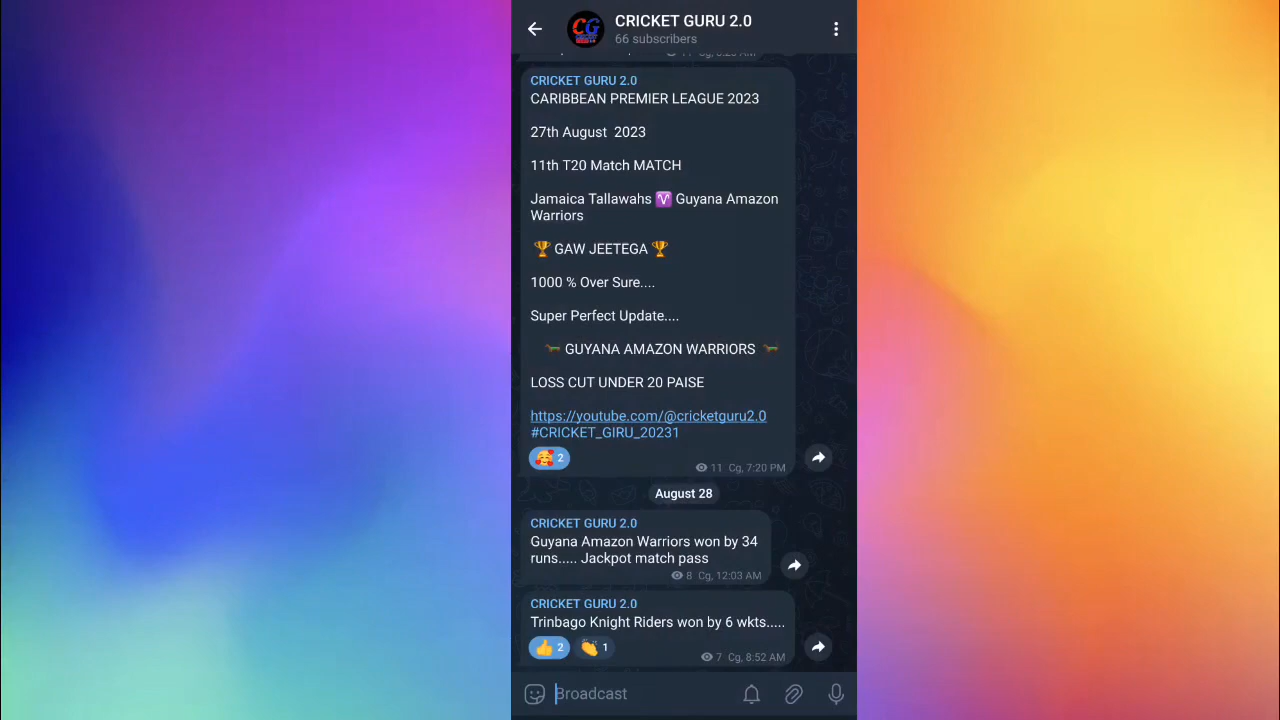 CRICKET GURU 2.0
66 subscribers
CRICKET GURU 2.0
CARIBBEAN PREMIER LEAGUE 2023
27th August 2023
11th T20 Match MATCH
Jamaica Tallawahs ♈ Guyana Amazon
Warriors
🏆 GAW JEETEGA 🏆
1000 % Over Sure....
Super Perfect Update....
GUYANA AMAZON WARRIORS
LOSS CUT UNDER 20 PAISE
https://youtube.com/@cricketguru2.0
#CRICKET_GIRU_20231
🥰 2
11 Cg, 7:20 PM
August 28
CRICKET GURU 2.0
Guyana Amazon Warriors won by 34
runs..... Jackpot match pass
8 Cg, 12:03 AM
CRICKET GURU 2.0
Trinbago Knight Riders won by 6 wkts.....
👍 2 👏 1
7 Cg, 8:52 AM
Broadcast